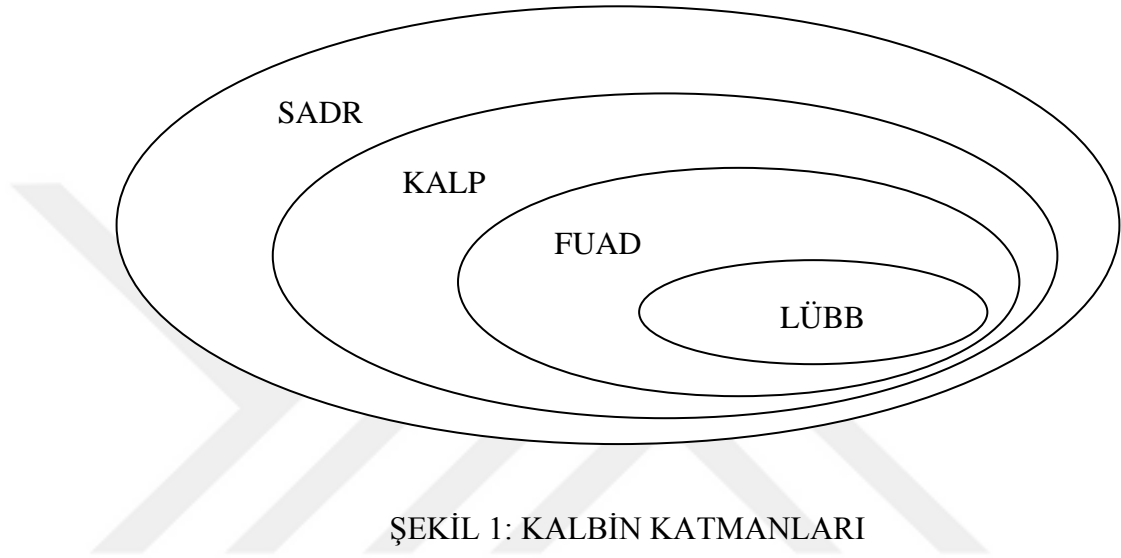 SADR
KALP
FUAD
LÜBB
ŞEKİL 1: KALBİN KATMANLARI